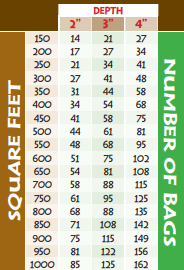 DEPTH
2" 3" 4"
SQUARE FEET
NUMBER OF BAGS
150 14 21 27
200 17 27 34
250 21 34 41
300 27 41 48
350 31 44 58
400 34 54 68
450 41 58 75
500 44 61 81
550 48 68 95
600 51 75 102
650 54 81 108
700 58 88 115
750 61 95 125
800 68 88 135
850 71 108 142
900 75 115 149
950 81 122 156
1000 85 125 162